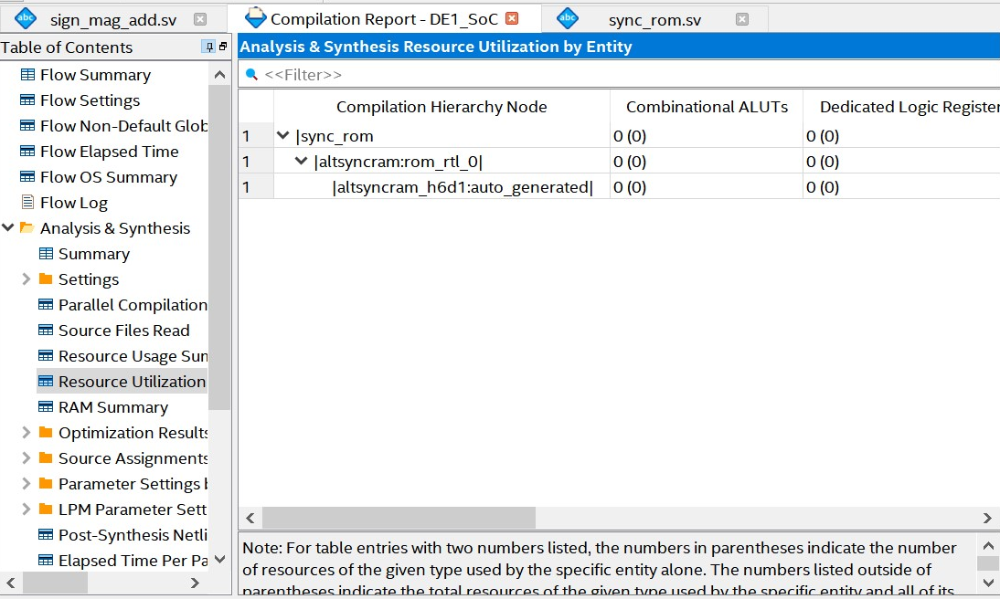 abc sign_mag_add.sv
Compilation Report - DE1_SoC
abc sync_rom.sv
Table of Contents
Flow Summary
Flow Settings
Flow Non-Default Glob
Flow Elapsed Time
Flow OS Summary
Flow Log
Analysis & Synthesis
Summary
Settings
Parallel Compilation
Source Files Read
Resource Usage Sun
Resource Utilization
RAM Summary
Optimization Results
Source Assignments
Parameter Settings b
LPM Parameter Sett
Post-Synthesis Netli
Elapsed Time Per Pa
Analysis & Synthesis Resource Utilization by Entity
<<Filter>>
Compilation Hierarchy Node Combinational ALUTs Dedicated Logic Register
1 |sync_rom 0 (0) 0 (0)
1 |altsyncram:rom_rtl_0| 0 (0) 0 (0)
1 |altsyncram_h6d1:auto_generated| 0 (0) 0 (0)
Note: For table entries with two numbers listed, the numbers in parentheses indicate the number
of resources of the given type used by the specific entity alone. The numbers listed outside of
parentheses indicate the total resources of the given type used by the specific entity and all of its